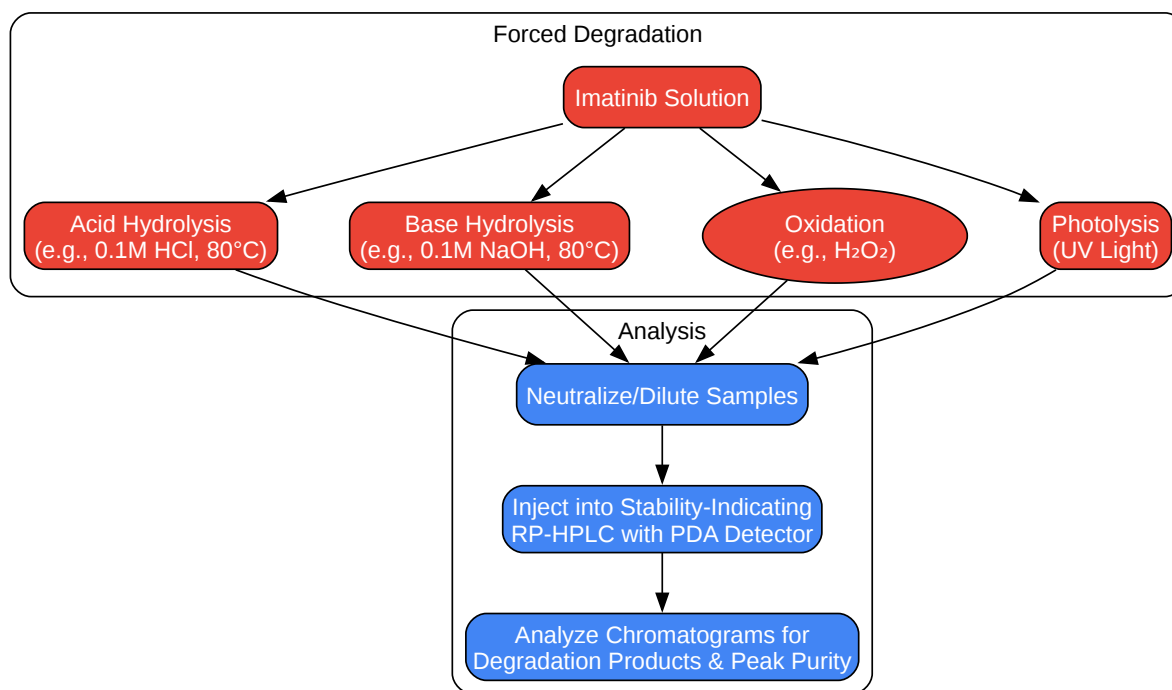 Forced Degradation
Imatinib Solution
Acid Hydrolysis
(e.g., 0.1M HCl, 80°C)
Base Hydrolysis
(e.g., 0.1M NaOH, 80°C)
Oxidation
(e.g., H₂O₂)
Photolysis
(UV Light)
Analysis
Neutralize/Dilute Samples
Inject into Stability-Indicating
RP-HPLC with PDA Detector
Analyze Chromatograms for
Degradation Products & Peak Purity